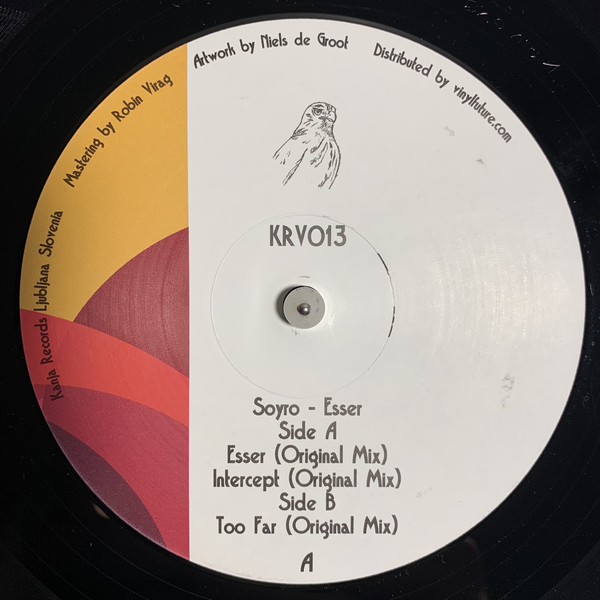 Kanja Records Ljubljana Slovenia
Mastering by Robin Virag
Artwork by Niels de Groot
Distributed by vinylfuture.com
KRV013
Soyro - Esser
Side A
Esser (Original Mix)
Intercept (Original Mix)
Side B
Too Far (Original Mix)
A